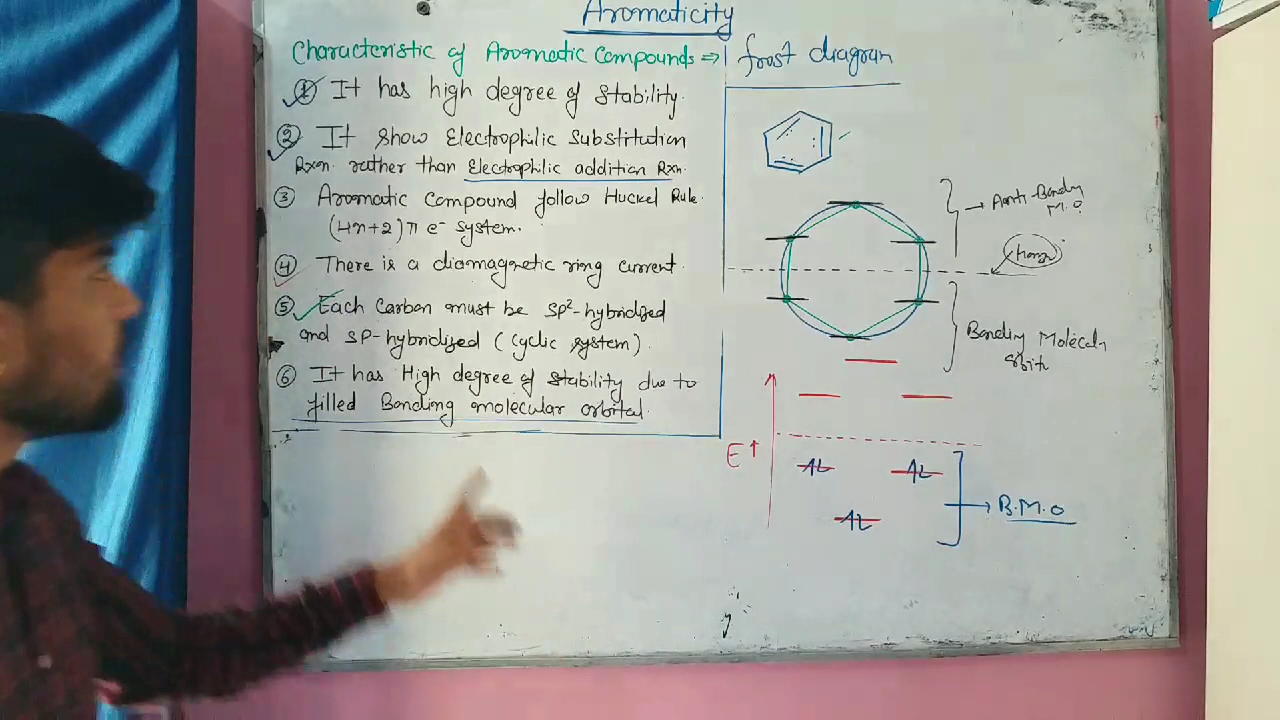 Aromaticity
Characteristic of Aromatic Compounds ⇒
① It has high degree of stability.
② It show Electrophilic substitution
Rxn. rather than Electrophilic addition Rxn.
③ Aromatic Compound follow Huckel Rule.
(4n+2) π e⁻ system.
④ There is a diamagnetic ring current.
⑤ Each Carbon must be sp²-hybridized
and sp-hybridized (cyclic system).
⑥ It has High degree of stability due to
filled Bonding molecular orbital.
frost diagram
→ Anti-Bonding
M.O
Bonding Molecular
E↑
→ B.M.O